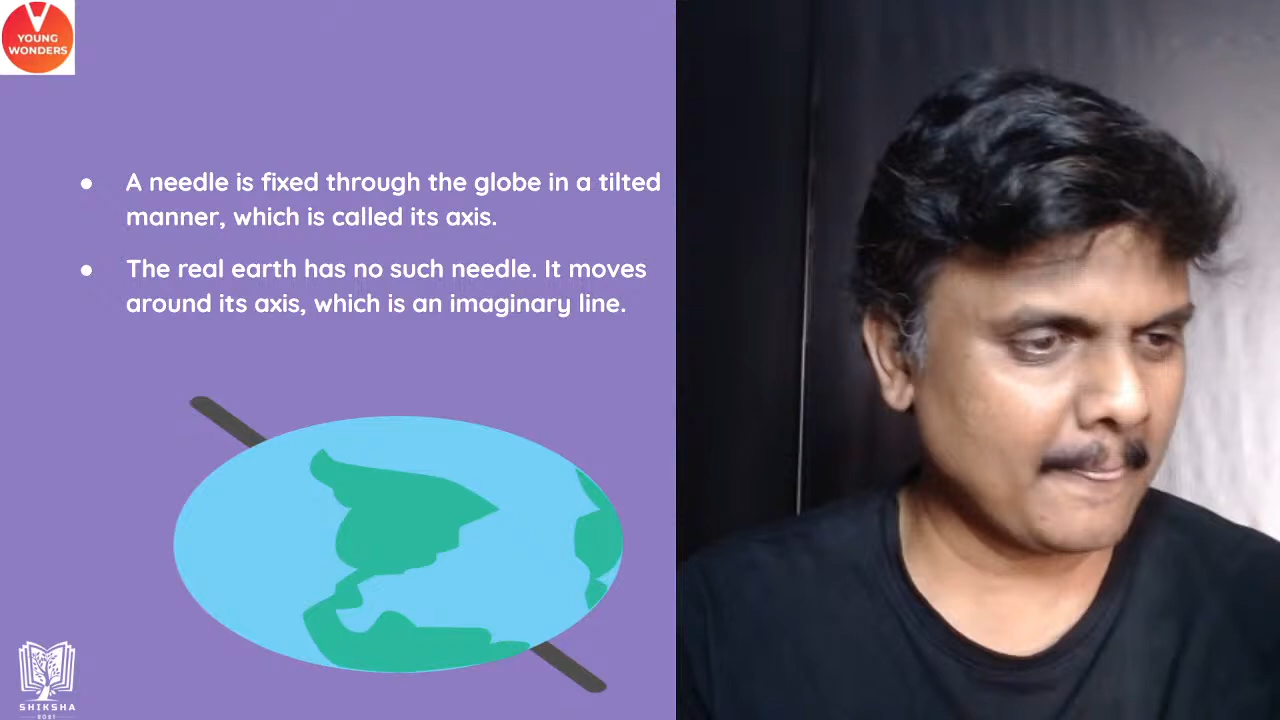 YOUNG
WONDERS
A needle is fixed through the globe in a tilted
manner, which is called its axis.
The real earth has no such needle. It moves
around its axis, which is an imaginary line.
SHIKSHA